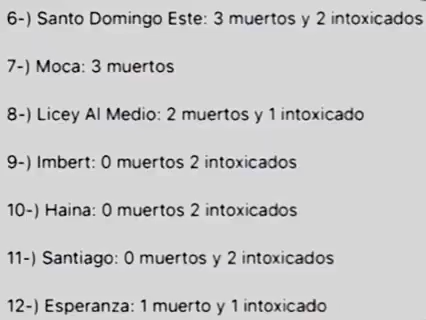 6-) Santo Domingo Este: 3 muertos y 2 intoxicados
7-) Moca: 3 muertos
8-) Licey Al Medio: 2 muertos y 1 intoxicado
9-) Imbert: 0 muertos 2 intoxicados
10-) Haina: 0 muertos 2 intoxicados
11-) Santiago: 0 muertos y 2 intoxicados
12-) Esperanza: 1 muerto y 1 intoxicado